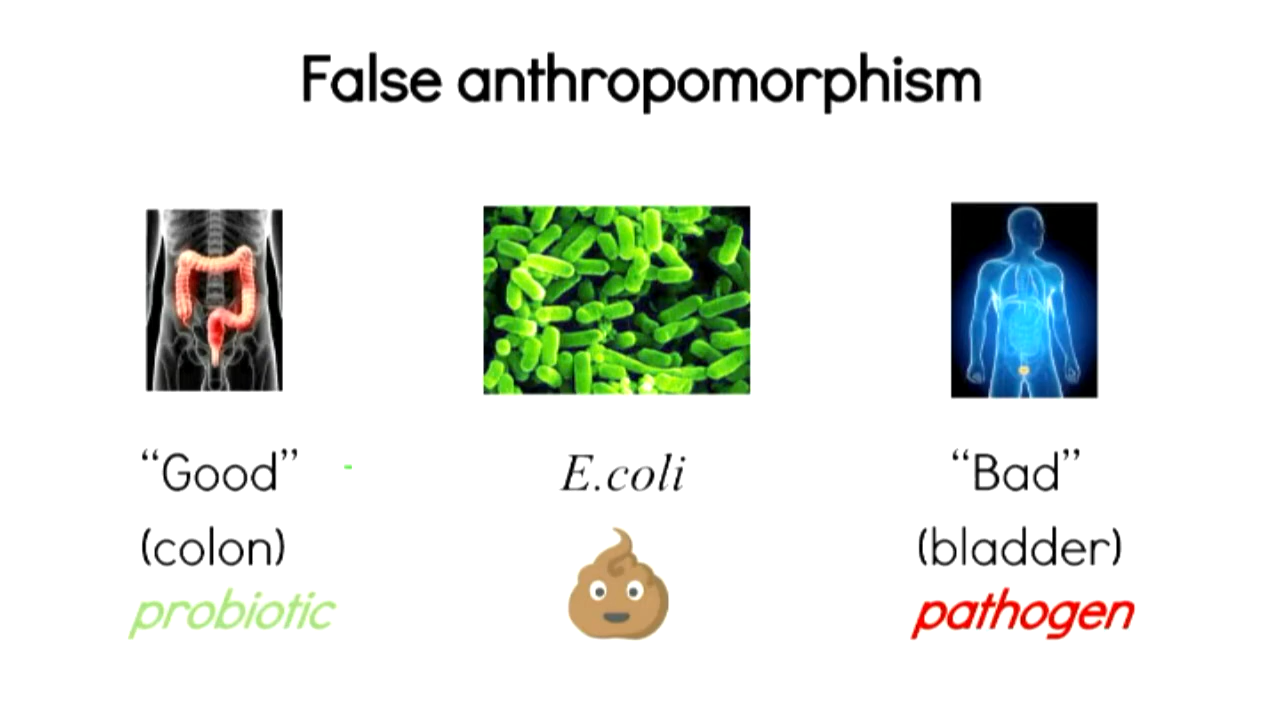 False anthropomorphism
“Good”
(colon)
probiotic
E.coli
“Bad”
(bladder)
pathogen